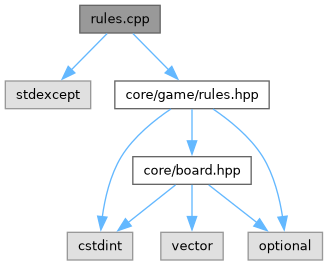 rules.cpp
stdexcept
core/game/rules.hpp
core/board.hpp
cstdint
vector
optional